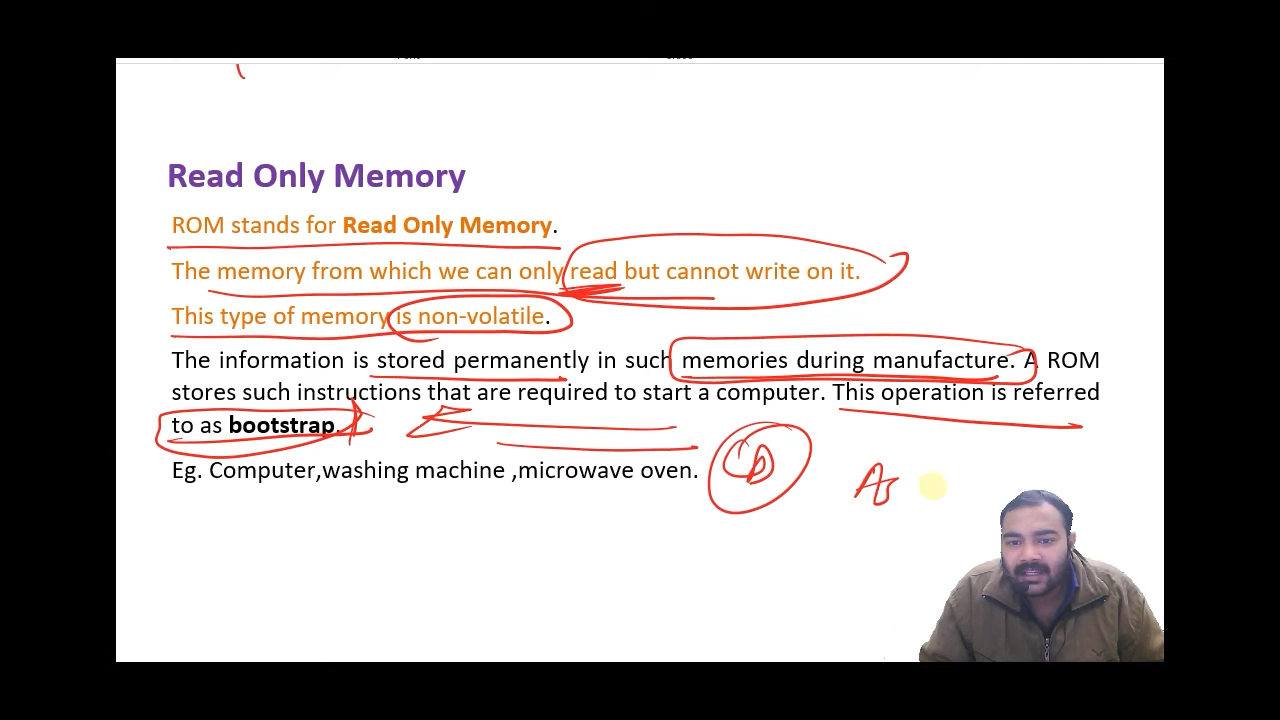 Read Only Memory
ROM stands for Read Only Memory.
The memory from which we can only read but cannot write on it.
This type of memory is non-volatile.
The information is stored permanently in such memories during manufacture. A ROM
stores such instructions that are required to start a computer. This operation is referred
to as bootstrap.
Eg. Computer,washing machine ,microwave oven.